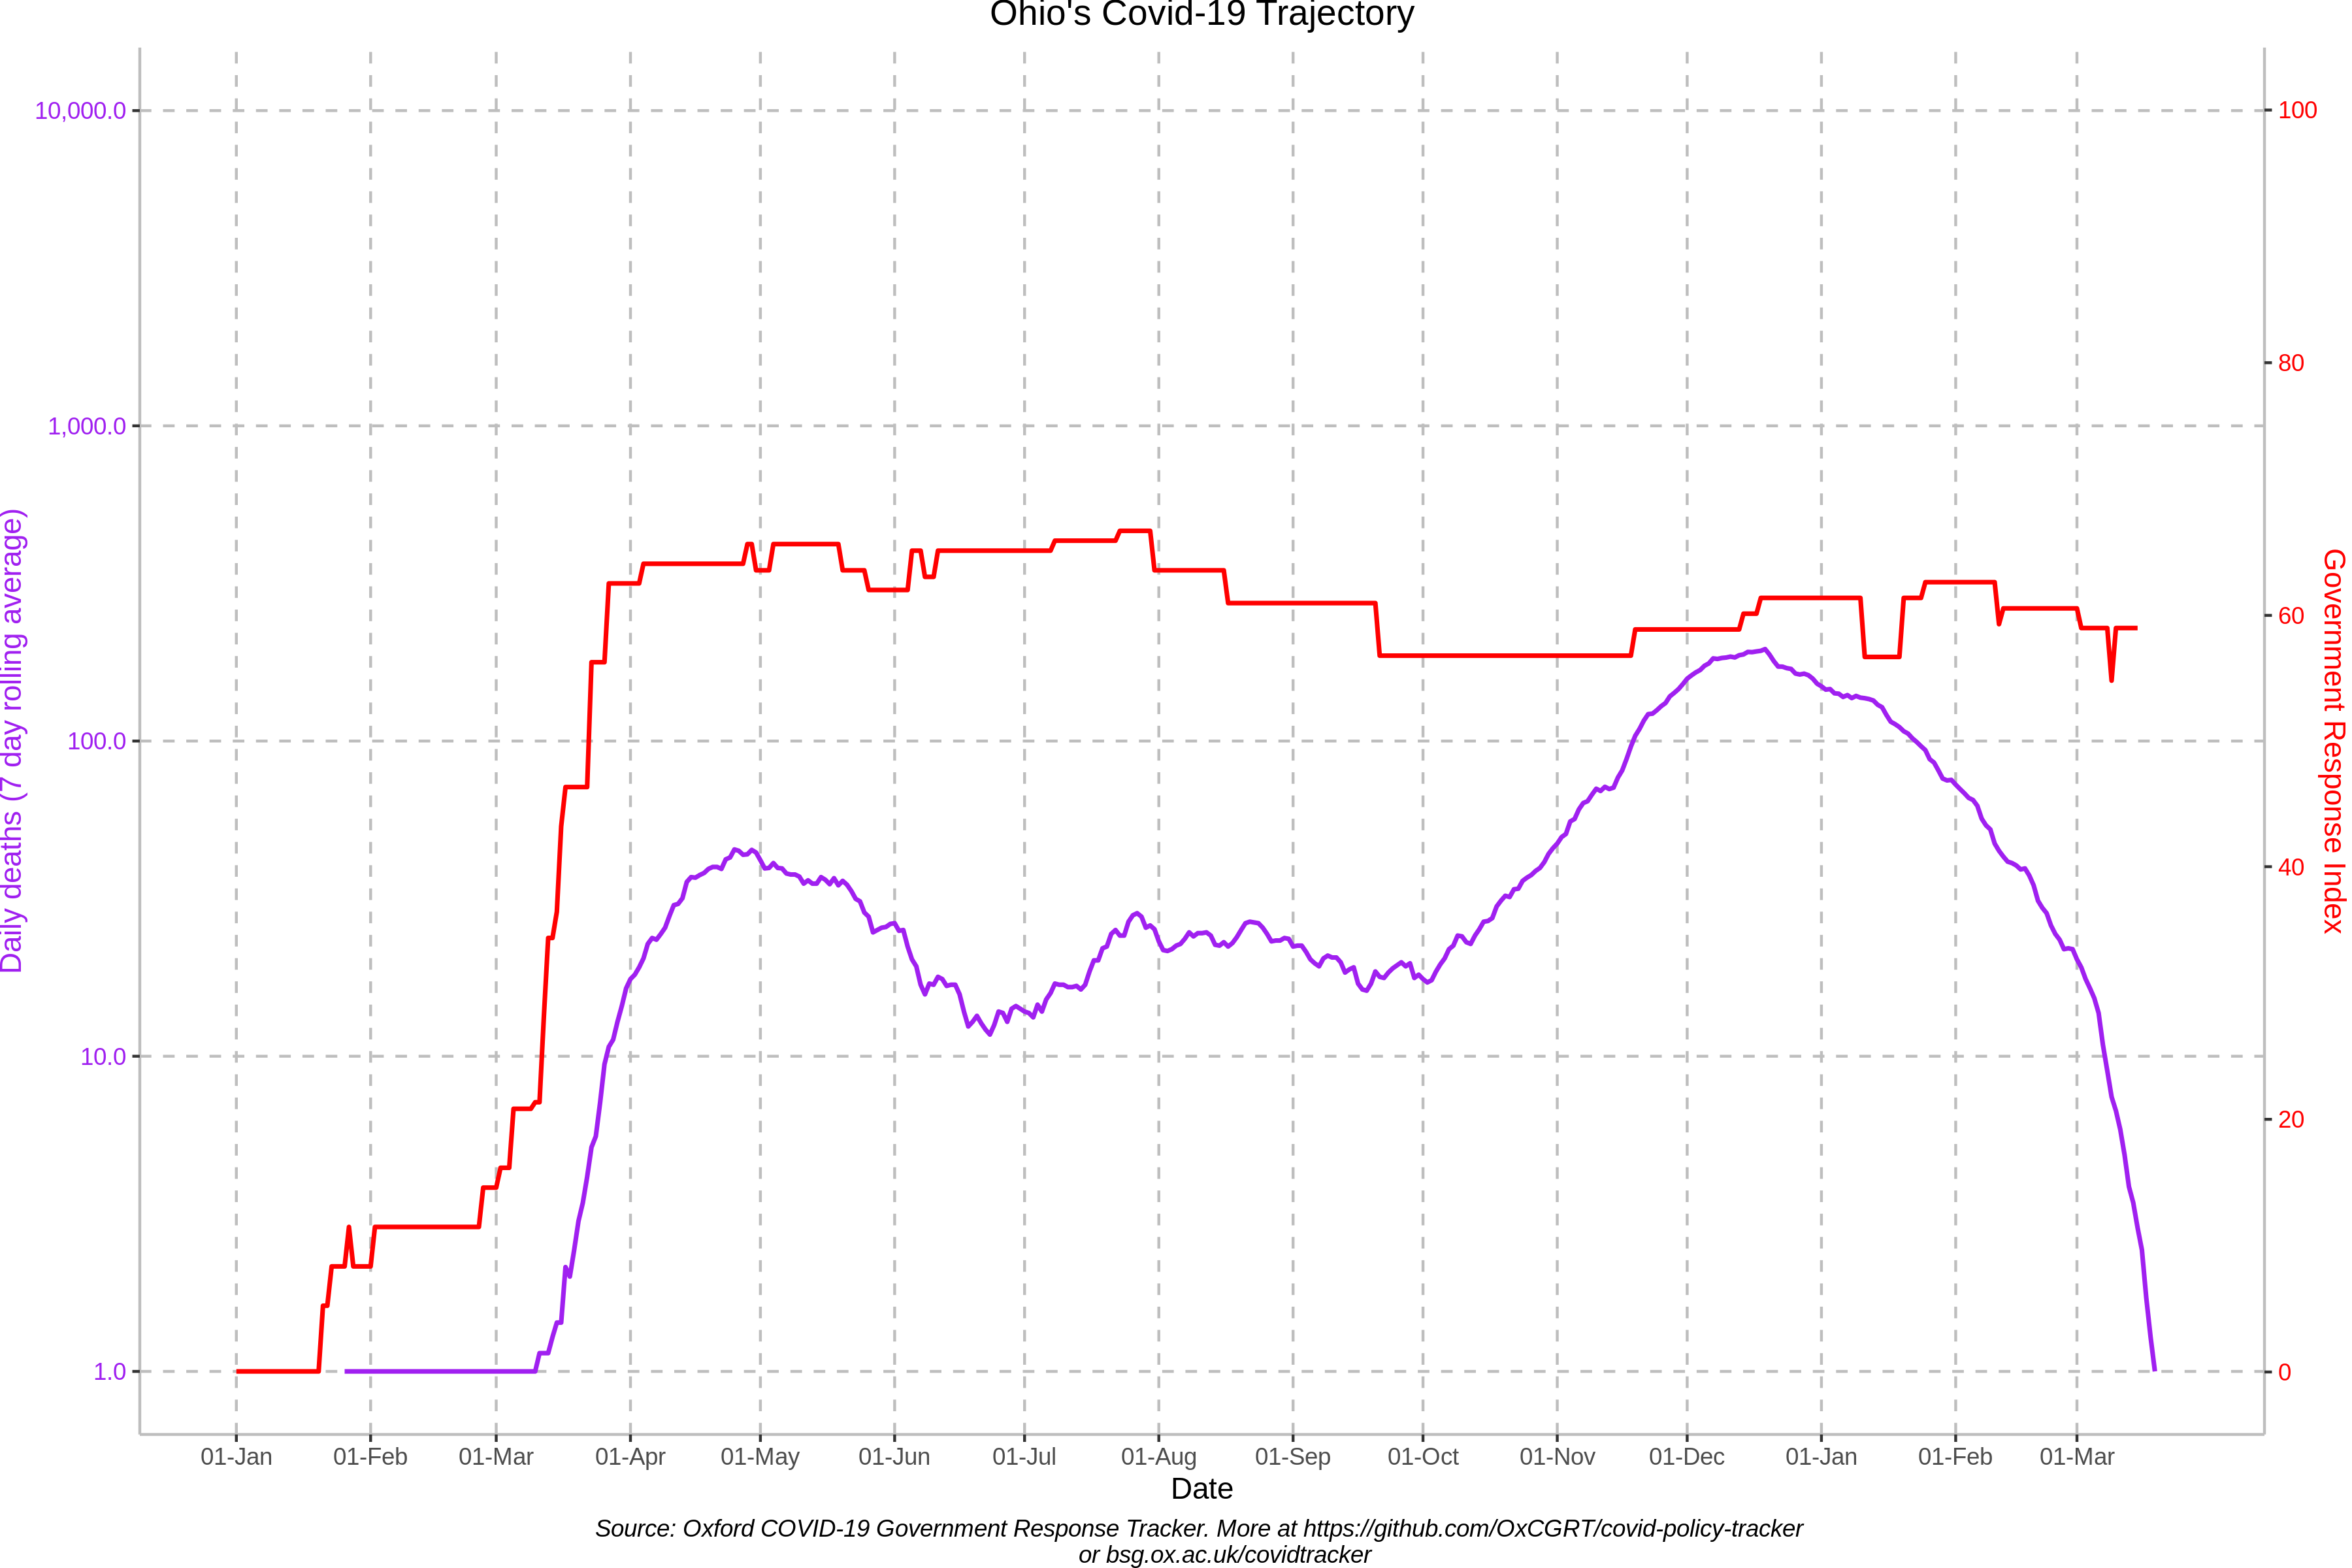 Ohio's Covid-19 Trajectory
10,000.0
1,000.0
100.0
10.0
1.0
Daily deaths (7 day rolling average)
100
80
60
40
20
0
Government Response Index
01-Jan 01-Feb 01-Mar 01-Apr 01-May 01-Jun 01-Jul 01-Aug 01-Sep 01-Oct 01-Nov 01-Dec 01-Jan 01-Feb 01-Mar
Date
Source: Oxford COVID-19 Government Response Tracker. More at https://github.com/OxCGRT/covid-policy-tracker
or bsg.ox.ac.uk/covidtracker